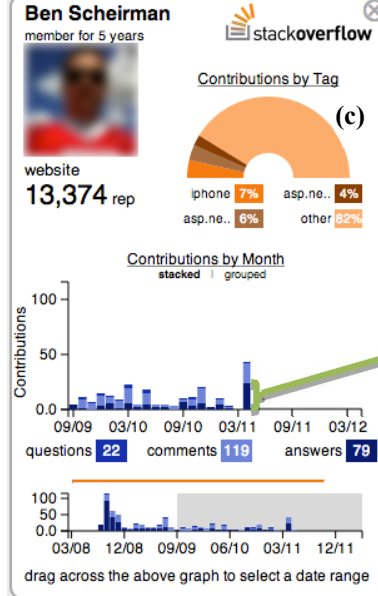 Ben Scheirman
member for 5 years
stackoverflow
Contributions by Tag
(c)
website
13,374 rep
iphone 7% asp.ne.. 4%
asp.ne.. 6% other 82%
Contributions by Month
stacked | grouped
Contributions
100
50
0.0
09/09 03/10 09/10 03/11 09/11 03/12
questions 22 comments 119 answers 79
100
50
0.0
03/08 12/08 09/09 06/10 03/11 12/11
drag across the above graph to select a date range